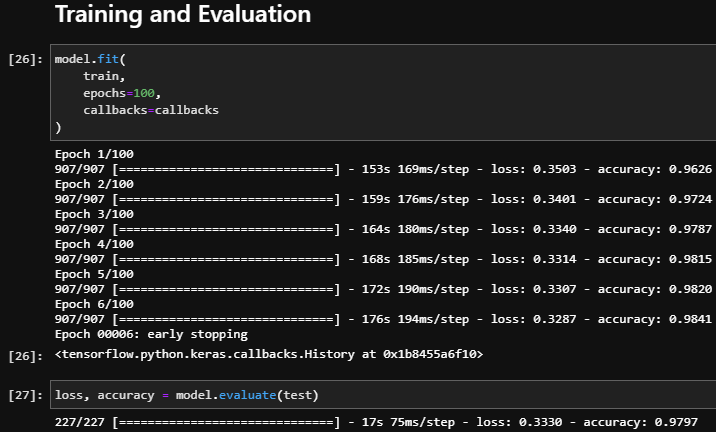 Training and Evaluation
[26]: model.fit(
    train,
    epochs=100,
    callbacks=callbacks
)
Epoch 1/100
907/907 [==============================] - 153s 169ms/step - loss: 0.3503 - accuracy: 0.9626
Epoch 2/100
907/907 [==============================] - 159s 176ms/step - loss: 0.3401 - accuracy: 0.9724
Epoch 3/100
907/907 [==============================] - 164s 180ms/step - loss: 0.3340 - accuracy: 0.9787
Epoch 4/100
907/907 [==============================] - 168s 185ms/step - loss: 0.3314 - accuracy: 0.9815
Epoch 5/100
907/907 [==============================] - 172s 190ms/step - loss: 0.3307 - accuracy: 0.9820
Epoch 6/100
907/907 [==============================] - 176s 194ms/step - loss: 0.3287 - accuracy: 0.9841
Epoch 00006: early stopping
[26]: <tensorflow.python.keras.callbacks.History at 0x1b8455a6f10>
[27]: loss, accuracy = model.evaluate(test)
227/227 [==============================] - 17s 75ms/step - loss: 0.3330 - accuracy: 0.9797